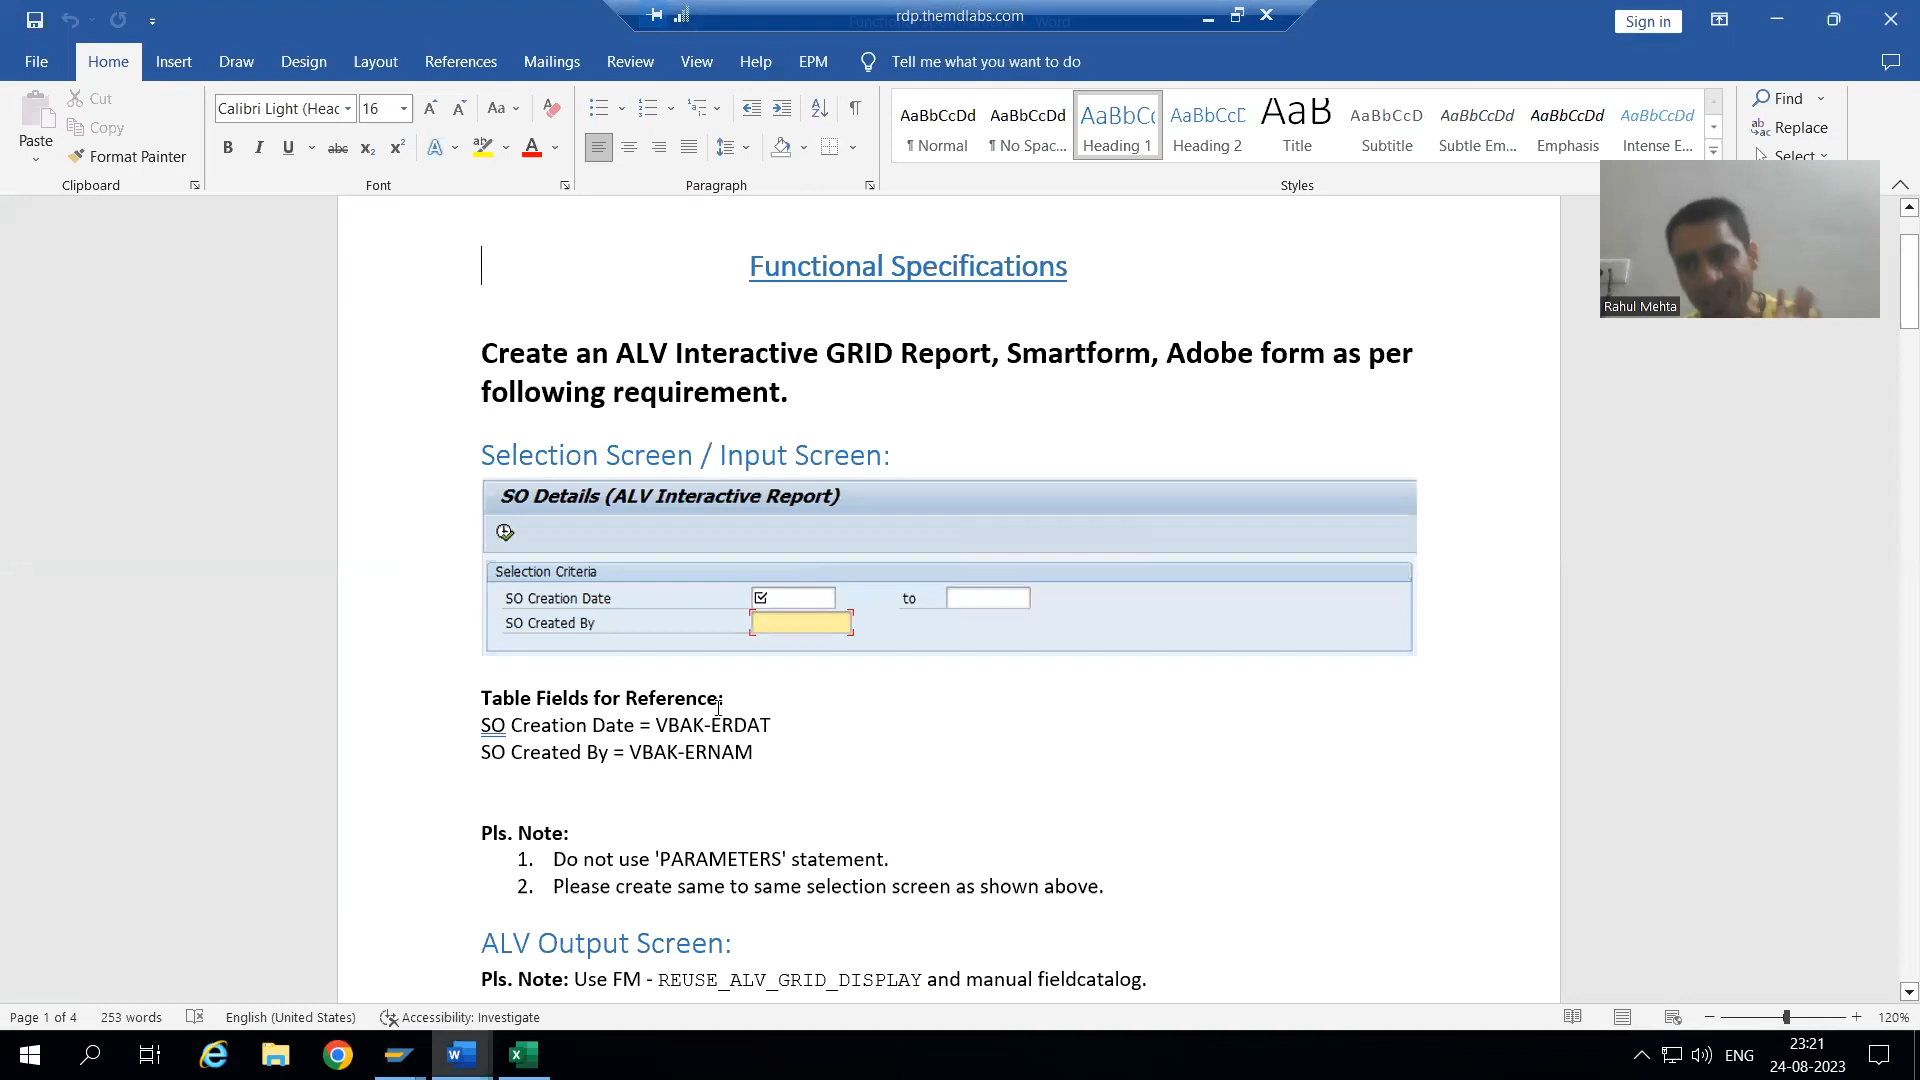 rdp.themdlabs.com
Sign in
File Home Insert Draw Design Layout References Mailings Review View Help EPM Tell me what you want to do
Paste
Cut
Copy
Format Painter
Clipboard
Calibri Light (Heac 16
Font
Paragraph
AaBbCcDd ¶ Normal
AaBbCcDd ¶ No Spac...
AaBbCc Heading 1
AaBbCcD Heading 2
AaB Title
AaBbCcD Subtitle
AaBbCcDd Subtle Em...
AaBbCcDd Emphasis
AaBbCcDd Intense E...
Styles
Find
Replace
Select
Rahul Mehta
Functional Specifications
Create an ALV Interactive GRID Report, Smartform, Adobe form as per
following requirement.
Selection Screen / Input Screen:
SO Details (ALV Interactive Report)
Selection Criteria
SO Creation Date to
SO Created By
Table Fields for Reference:
SO Creation Date = VBAK-ERDAT
SO Created By = VBAK-ERNAM
Pls. Note:
1. Do not use 'PARAMETERS' statement.
2. Please create same to same selection screen as shown above.
ALV Output Screen:
Pls. Note: Use FM - REUSE_ALV_GRID_DISPLAY and manual fieldcatalog.
Page 1 of 4 253 words English (United States) Accessibility: Investigate 120%
ENG
23:21
24-08-2023